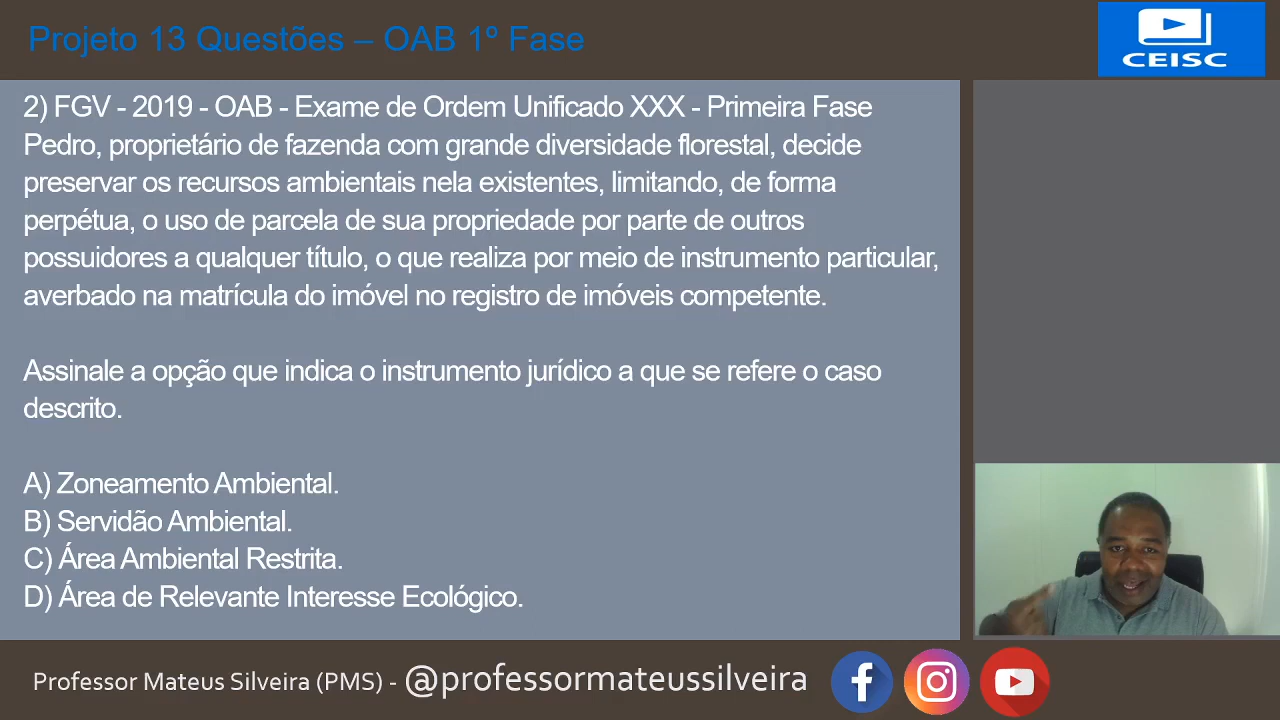 Projeto 13 Questões – OAB 1º Fase
CEISC
2) FGV - 2019 - OAB - Exame de Ordem Unificado XXX - Primeira Fase
Pedro, proprietário de fazenda com grande diversidade florestal, decide
preservar os recursos ambientais nela existentes, limitando, de forma
perpétua, o uso de parcela de sua propriedade por parte de outros
possuidores a qualquer título, o que realiza por meio de instrumento particular,
averbado na matrícula do imóvel no registro de imóveis competente.
Assinale a opção que indica o instrumento jurídico a que se refere o caso
descrito.
A) Zoneamento Ambiental.
B) Servidão Ambiental.
C) Área Ambiental Restrita.
D) Área de Relevante Interesse Ecológico.
Professor Mateus Silveira (PMS) - @professormateussilveira